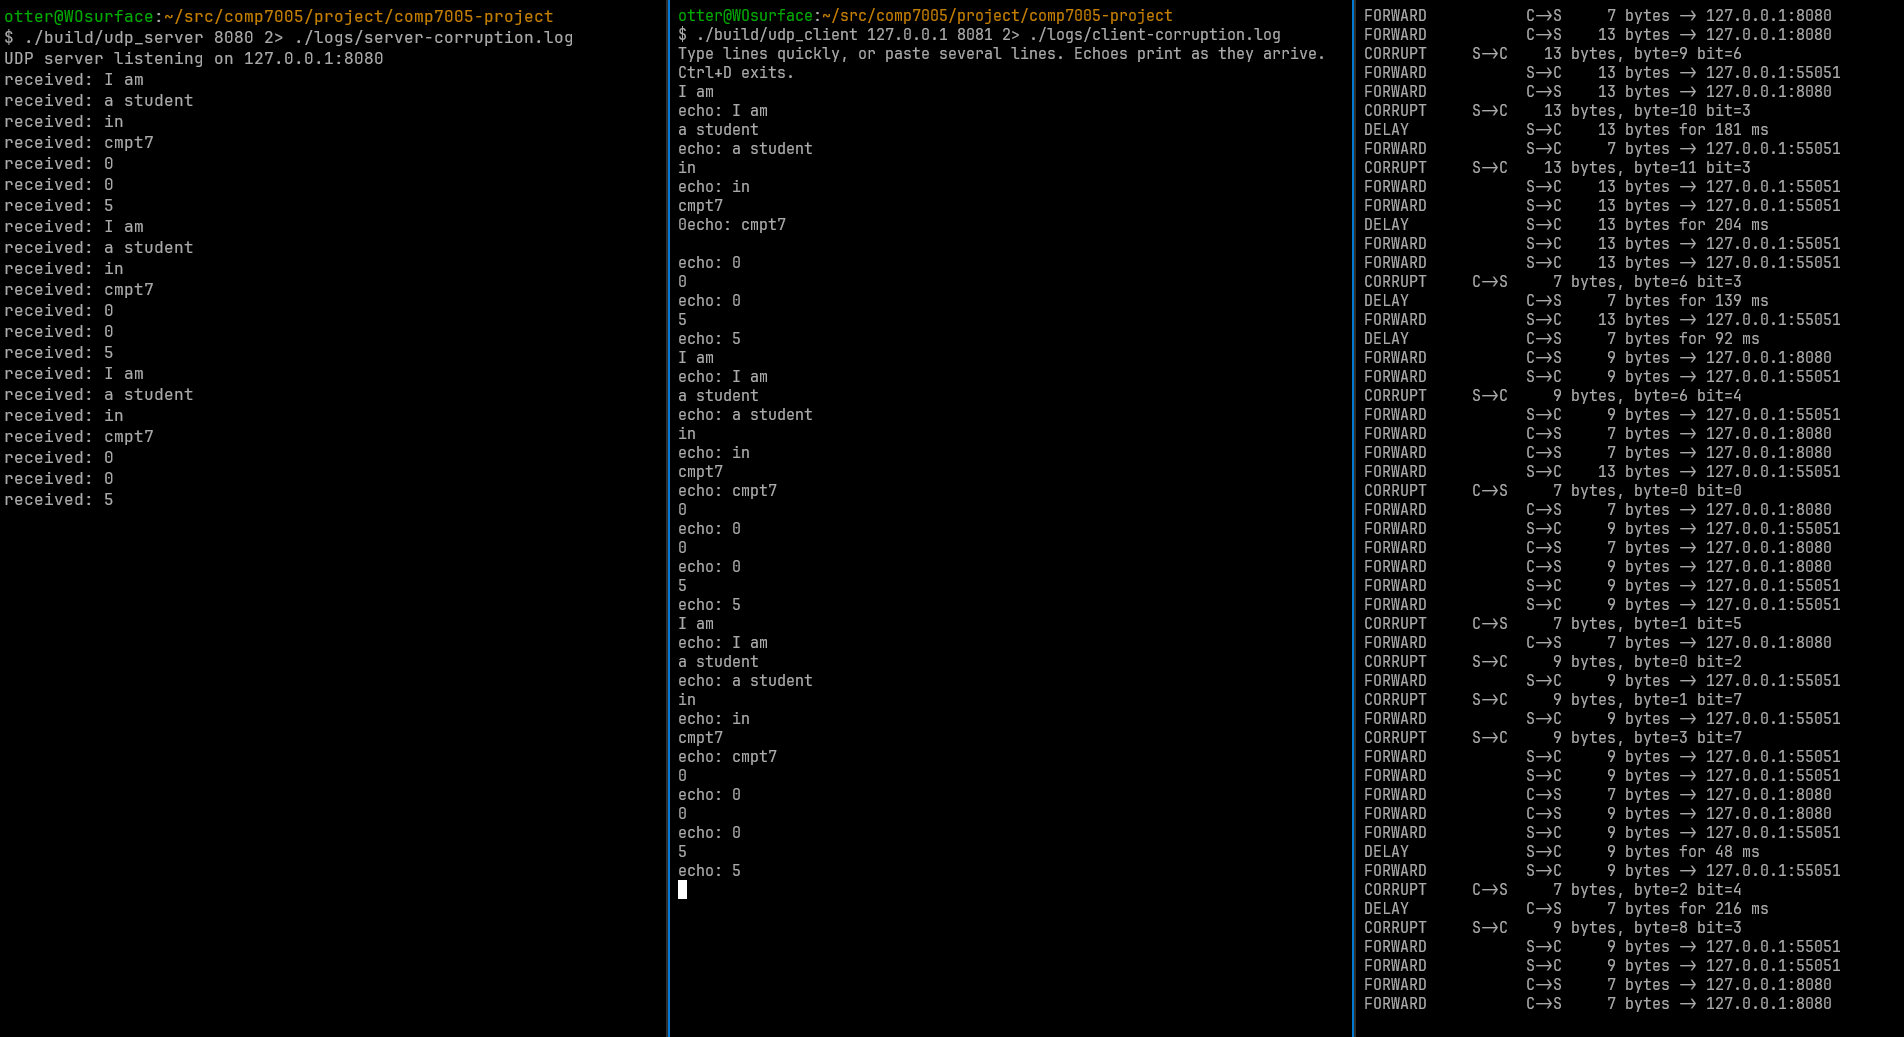 otter@WOsurface:~/src/comp7005/project/comp7005-project
$ ./build/udp_server 8080 2> ./logs/server-corruption.log
UDP server listening on 127.0.0.1:8080
received: I am
received: a student
received: in
received: cmpt7
received: 0
received: 0
received: 5
received: I am
received: a student
received: in
received: cmpt7
received: 0
received: 0
received: 5
received: I am
received: a student
received: in
received: cmpt7
received: 0
received: 0
received: 5
otter@WOsurface:~/src/comp7005/project/comp7005-project
$ ./build/udp_client 127.0.0.1 8081 2> ./logs/client-corruption.log
Type lines quickly, or paste several lines. Echoes print as they arrive.
Ctrl+D exits.
I am
echo: I am
a student
echo: a student
in
echo: in
cmpt7
0echo: cmpt7
echo: 0
0
echo: 0
5
echo: 5
I am
echo: I am
a student
echo: a student
in
echo: in
cmpt7
echo: cmpt7
0
echo: 0
0
echo: 0
5
echo: 5
I am
echo: I am
a student
echo: a student
in
echo: in
cmpt7
echo: cmpt7
0
echo: 0
0
echo: 0
5
echo: 5
FORWARD C→S 7 bytes → 127.0.0.1:8080
FORWARD C→S 13 bytes → 127.0.0.1:8080
CORRUPT S→C 13 bytes, byte=9 bit=6
FORWARD S→C 13 bytes → 127.0.0.1:55051
FORWARD C→S 13 bytes → 127.0.0.1:8080
CORRUPT S→C 13 bytes, byte=10 bit=3
DELAY S→C 13 bytes for 181 ms
FORWARD S→C 7 bytes → 127.0.0.1:55051
CORRUPT S→C 13 bytes, byte=11 bit=3
FORWARD S→C 13 bytes → 127.0.0.1:55051
FORWARD S→C 13 bytes → 127.0.0.1:55051
DELAY S→C 13 bytes for 204 ms
FORWARD S→C 13 bytes → 127.0.0.1:55051
FORWARD S→C 13 bytes → 127.0.0.1:55051
CORRUPT C→S 7 bytes, byte=6 bit=3
DELAY C→S 7 bytes for 139 ms
FORWARD S→C 13 bytes → 127.0.0.1:55051
DELAY C→S 7 bytes for 92 ms
FORWARD C→S 9 bytes → 127.0.0.1:8080
FORWARD S→C 9 bytes → 127.0.0.1:55051
CORRUPT S→C 9 bytes, byte=6 bit=4
FORWARD S→C 9 bytes → 127.0.0.1:55051
FORWARD C→S 7 bytes → 127.0.0.1:8080
FORWARD C→S 7 bytes → 127.0.0.1:8080
FORWARD S→C 13 bytes → 127.0.0.1:55051
CORRUPT C→S 7 bytes, byte=0 bit=0
FORWARD C→S 7 bytes → 127.0.0.1:8080
FORWARD S→C 9 bytes → 127.0.0.1:55051
FORWARD C→S 7 bytes → 127.0.0.1:8080
FORWARD C→S 9 bytes → 127.0.0.1:8080
FORWARD S→C 9 bytes → 127.0.0.1:55051
FORWARD S→C 9 bytes → 127.0.0.1:55051
CORRUPT C→S 7 bytes, byte=1 bit=5
FORWARD C→S 7 bytes → 127.0.0.1:8080
CORRUPT S→C 9 bytes, byte=0 bit=2
FORWARD S→C 9 bytes → 127.0.0.1:55051
CORRUPT S→C 9 bytes, byte=1 bit=7
FORWARD S→C 9 bytes → 127.0.0.1:55051
CORRUPT S→C 9 bytes, byte=3 bit=7
FORWARD S→C 9 bytes → 127.0.0.1:55051
FORWARD S→C 9 bytes → 127.0.0.1:55051
FORWARD C→S 7 bytes → 127.0.0.1:8080
FORWARD C→S 9 bytes → 127.0.0.1:8080
FORWARD S→C 9 bytes → 127.0.0.1:55051
DELAY S→C 9 bytes for 48 ms
FORWARD S→C 9 bytes → 127.0.0.1:55051
CORRUPT C→S 7 bytes, byte=2 bit=4
DELAY C→S 7 bytes for 216 ms
CORRUPT S→C 9 bytes, byte=8 bit=3
FORWARD S→C 9 bytes → 127.0.0.1:55051
FORWARD S→C 9 bytes → 127.0.0.1:55051
FORWARD C→S 7 bytes → 127.0.0.1:8080
FORWARD C→S 7 bytes → 127.0.0.1:8080